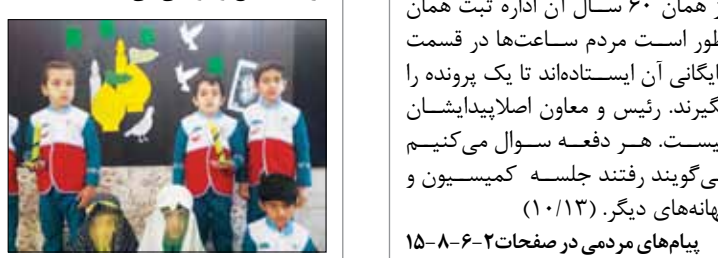 همان ۶۰ سال آن اداره ثبت همان
طور است مردم ساعت‌ها در قسمت
بایگانی آن ایستاده‌اند تا یک پرونده را
بگیرند. رئیس و معاون اصلاپیدایشان
نیست. هر دفعه سوال می‌کنیم
می‌گویند رفتند جلسه کمیسیون و
بهانه‌های دیگر. (۱۰/۱۳)
پیام‌های مردمی در صفحات۲-۶-۸-۱۵